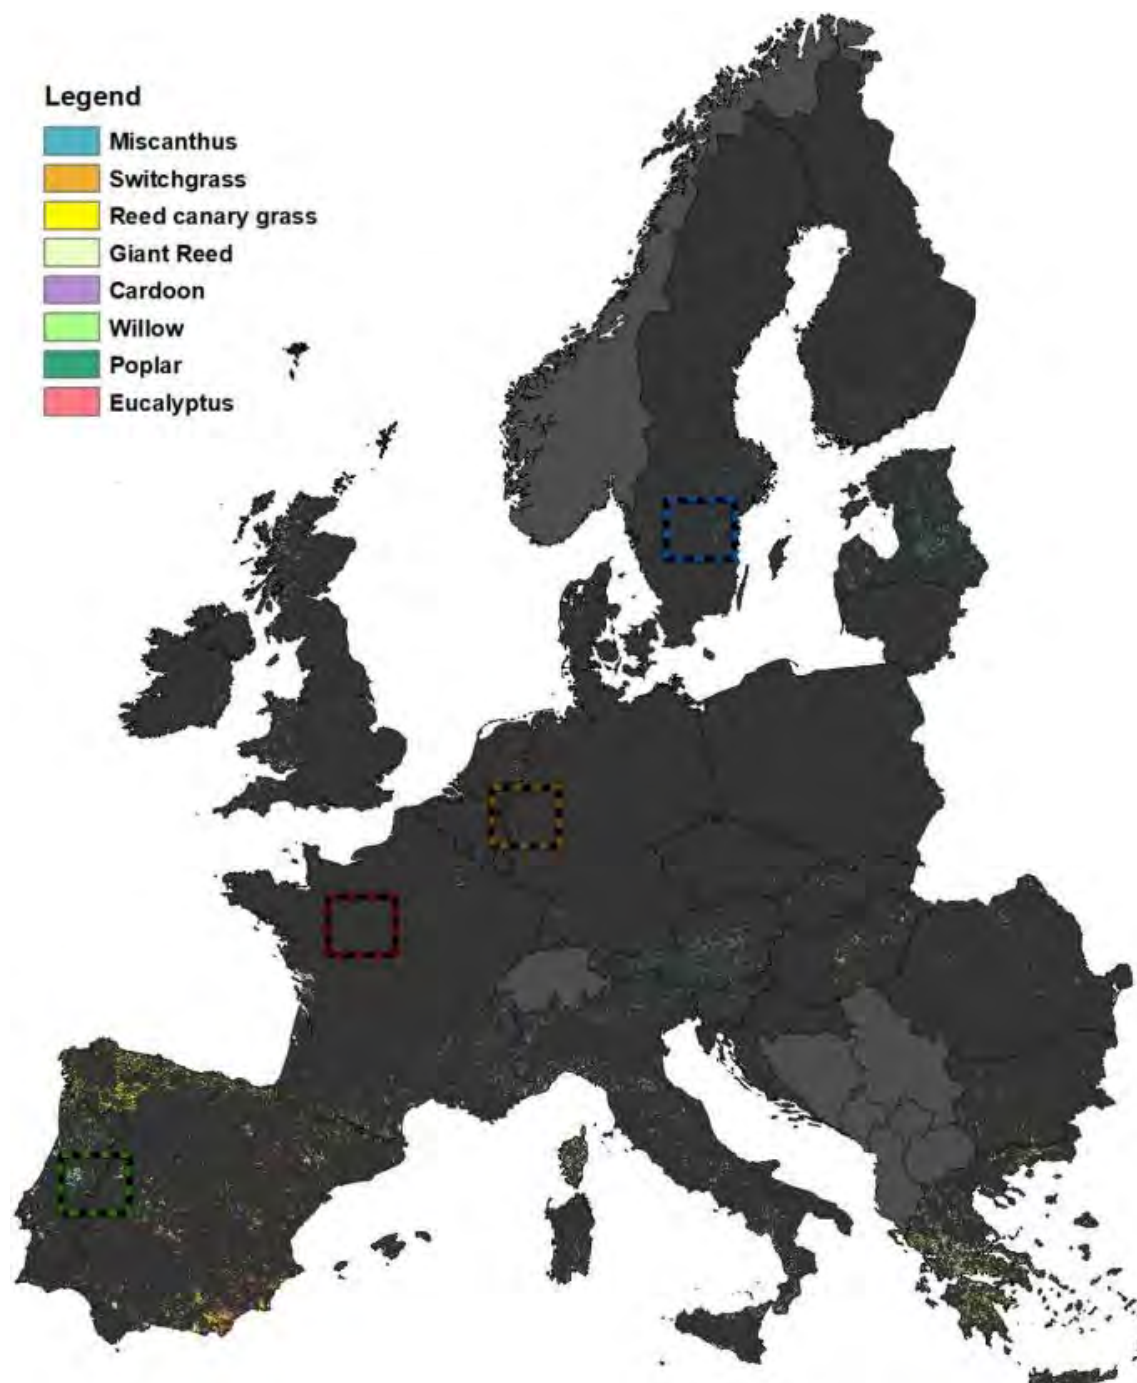 Legend
Miscanthus
Switchgrass
Reed canary grass
Giant Reed
Cardoon
Willow
Poplar
Eucalyptus